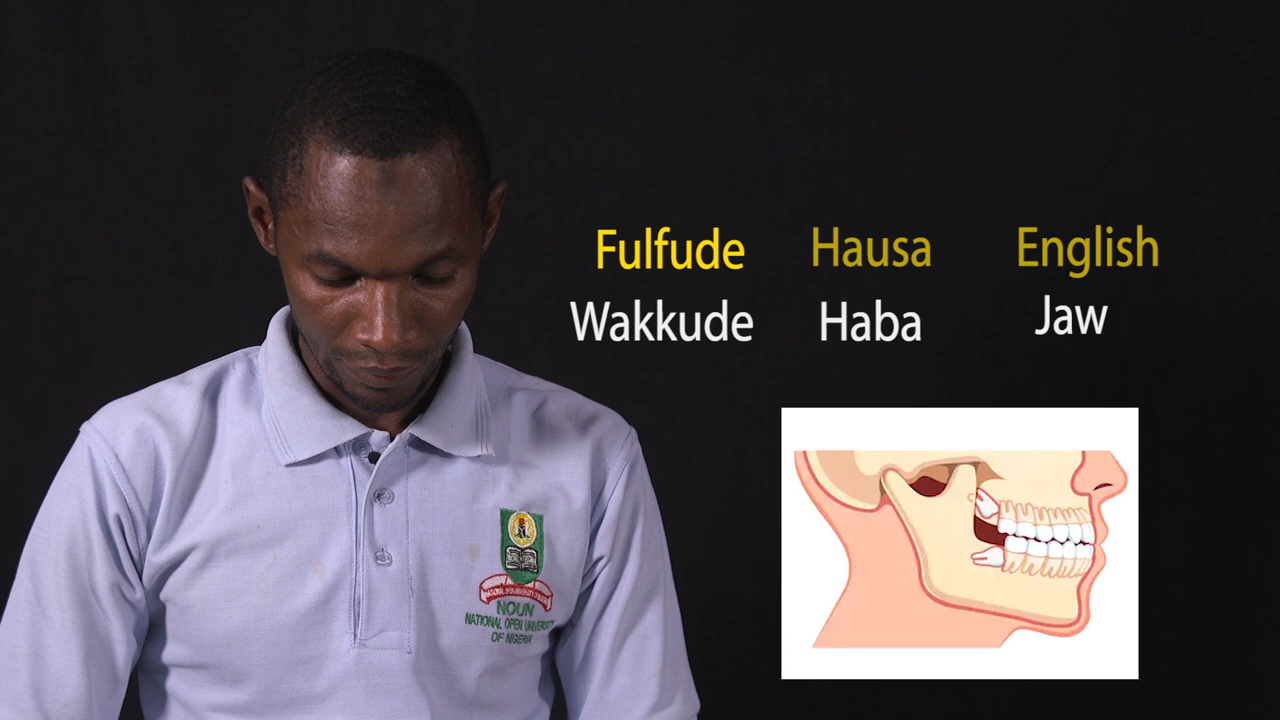 Fulfude Hausa English
Wakkude Haba Jaw
NOUN
NATIONAL OPEN UNIVERSITY
OF NIGERIA